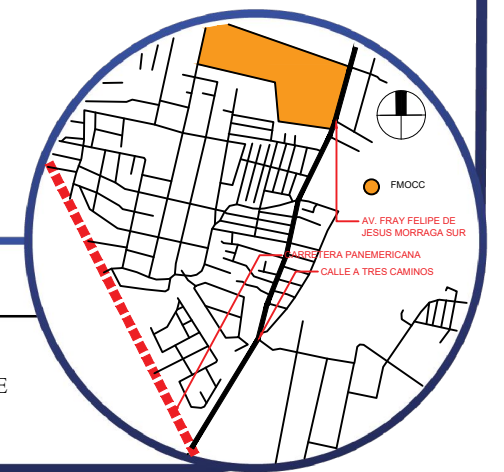 FMOCC
AV. FRAY FELIPE DE
JESUS MORRAGA SUR
CARRETERA PANEMERICANA
CALLE A TRES CAMINOS
E